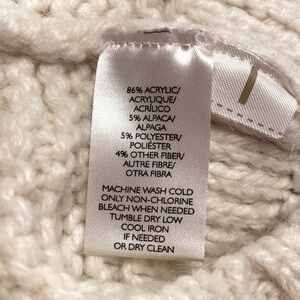 86% ACRYLIC/
ACRYLIQUE/
ACRÍLICO
5% ALPACA/
ALPAGA
5% POLYESTER/
POLIÉSTER
4% OTHER FIBER/
AUTRE FIBRE/
OTRA FIBRA
MACHINE WASH COLD
ONLY NON-CHLORINE
BLEACH WHEN NEEDED
TUMBLE DRY LOW
COOL IRON
IF NEEDED
OR DRY CLEAN